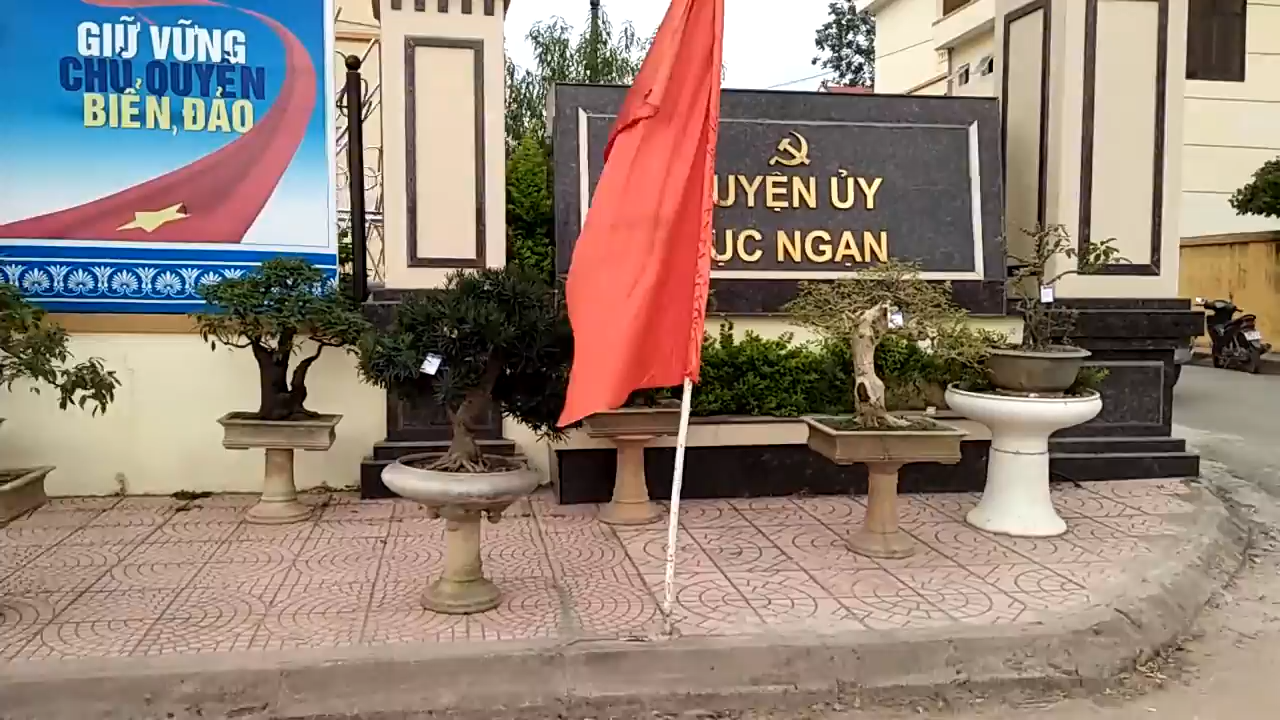 GIỮ VỮNG
CHỦ QUYỀN
BIỂN, ĐẢO
UYỆN ỦY
ỤC NGẠN